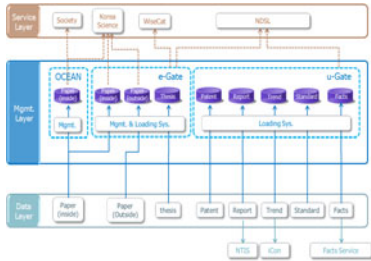 Service
Layer
Society
Korea
Science
WiseCat
NDSL
Mgmt.
Layer
OCEAN
e-Gate
u-Gate
Paper
(inside)
Paper
(inside)
Paper
(outside)
Thesis
Patent
Report
Trend
Standard
Facts
Mgmt.
Mgmt. & Loading Sys.
Loading Sys.
Data
Layer
Paper
(inside)
Paper
(Outside)
thesis
Patent
Report
Trend
Standard
Facts
NTIS
iCon
Facts Service